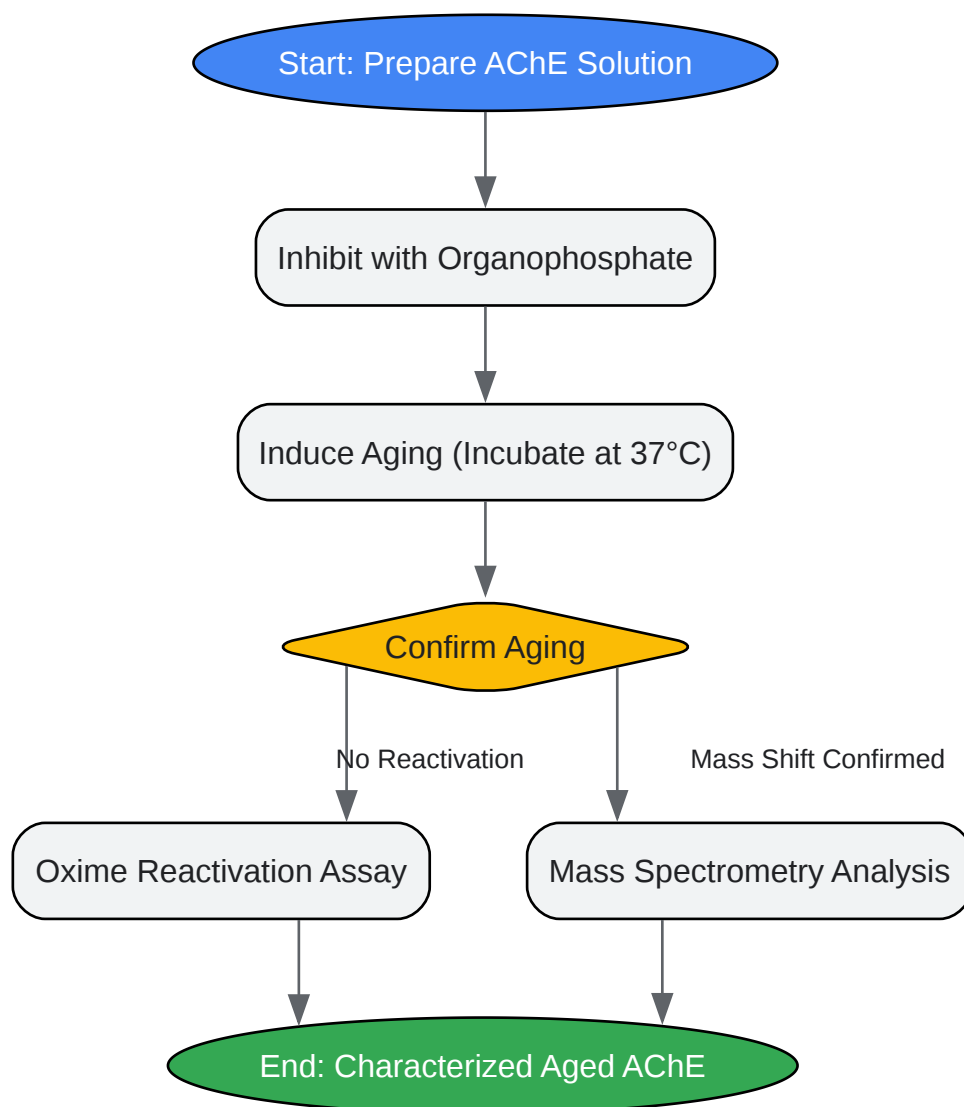 Start: Prepare AChE Solution
Inhibit with Organophosphate
Induce Aging (Incubate at 37°C)
Confirm Aging
No Reactivation
Mass Shift Confirmed
Oxime Reactivation Assay
Mass Spectrometry Analysis
End: Characterized Aged AChE